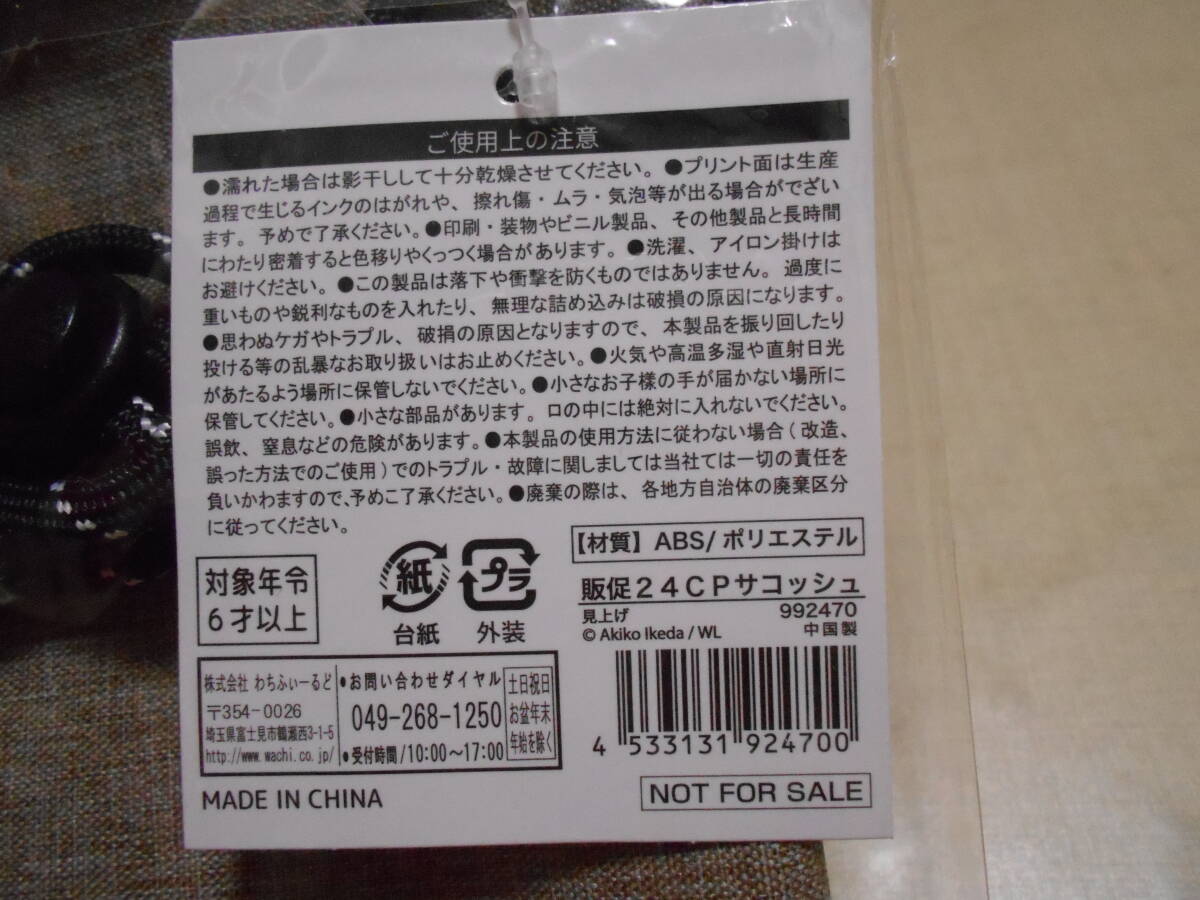 ご使用上の注意
●濡れた場合は影干しして十分乾燥させてください。●プリント面は生産
過程で生じるインクのはがれや、擦れ傷・ムラ・気泡等が出る場合がでざい
ます。予めで了承ください。●印刷・装物やビニル製品、その他製品と長時間
にわたり密着すると色移りやくっつく場合があります。●洗濯、アイロン掛けは
お避けください。●この製品は落下や衝撃を防ぐものではありません。過度に
重いものや鋭利なものを入れたり、無理な詰め込みは破損の原因になります。
●思わぬケガやトラブル、破損の原因となりますので、本製品を振り回したり
投ける等の乱暴なお取り扱いはお止めください。●火気や高温多湿や直射日光
があたるよう場所に保管しないでください。●小さなお子様の手が届かない場所に
保管してください。●小さな部品があります。口の中には絶対に入れないでください。
誤飲、窒息などの危険があります。●本製品の使用方法に従わない場合(改造、
誤った方法でのご使用)でのトラブル・故障に関しましては当社ては一切の責任を
負いかわますので、予めこ了承ください。●廃棄の際は、各地方自治体の廃棄区分
に従ってください。
対象年令
6才以上
紙
台紙
プラ
外装
【材質】ABS/ポリエステル
販促24CPサコッシュ
見上げ 992470
© Akiko Ikeda / WL 中国製
株式会社 わちふぃーるど
〒354-0026
埼玉県富士見市鶴瀬西3-1-5
http://www.wachi.co.jp/
●お問い合わせダイヤル
049-268-1250
●受付時間/10:00〜17:00
土日祝日
お盆年末
年始を除く
4 533131 924700
MADE IN CHINA
NOT FOR SALE